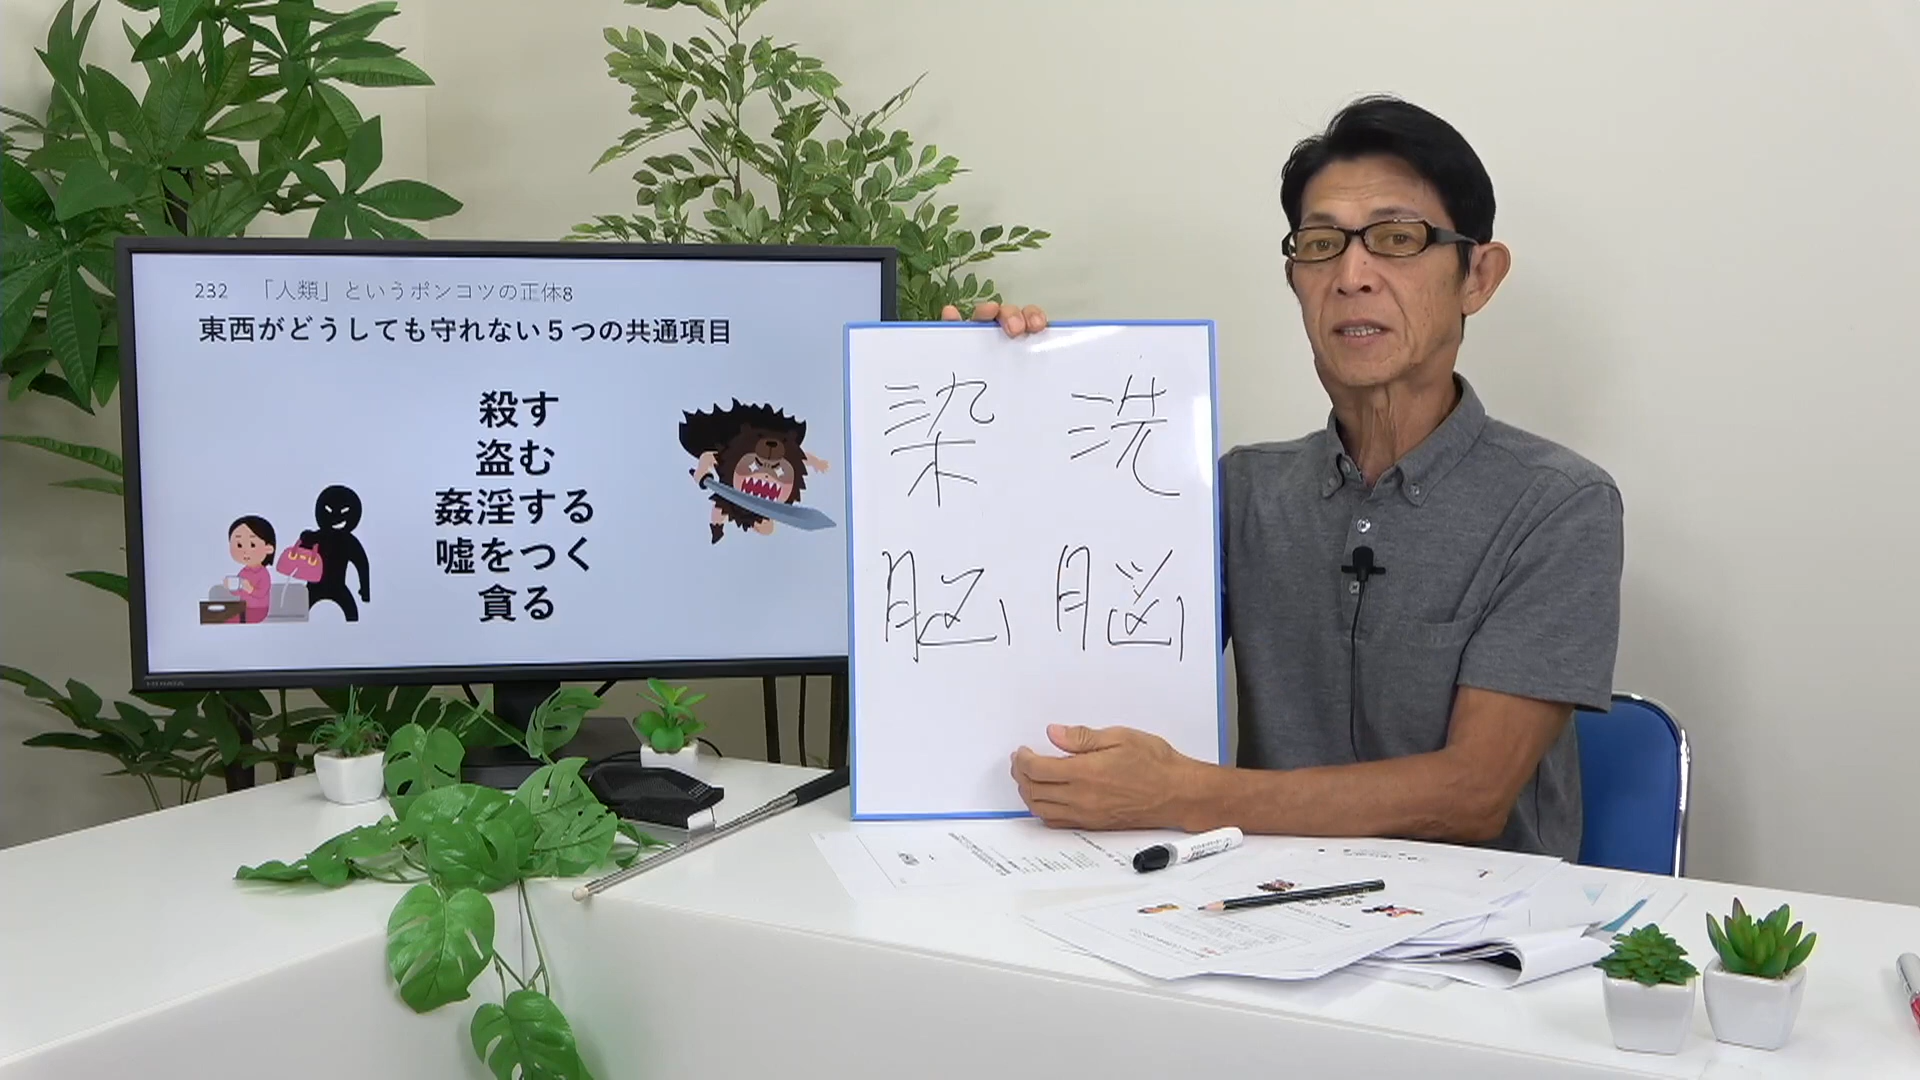 232 「人類」というポンコツの正体8
東西がどうしても守れない５つの共通項目
殺す
盗む
姦淫する
嘘をつく
貪る
洗脳
染脳